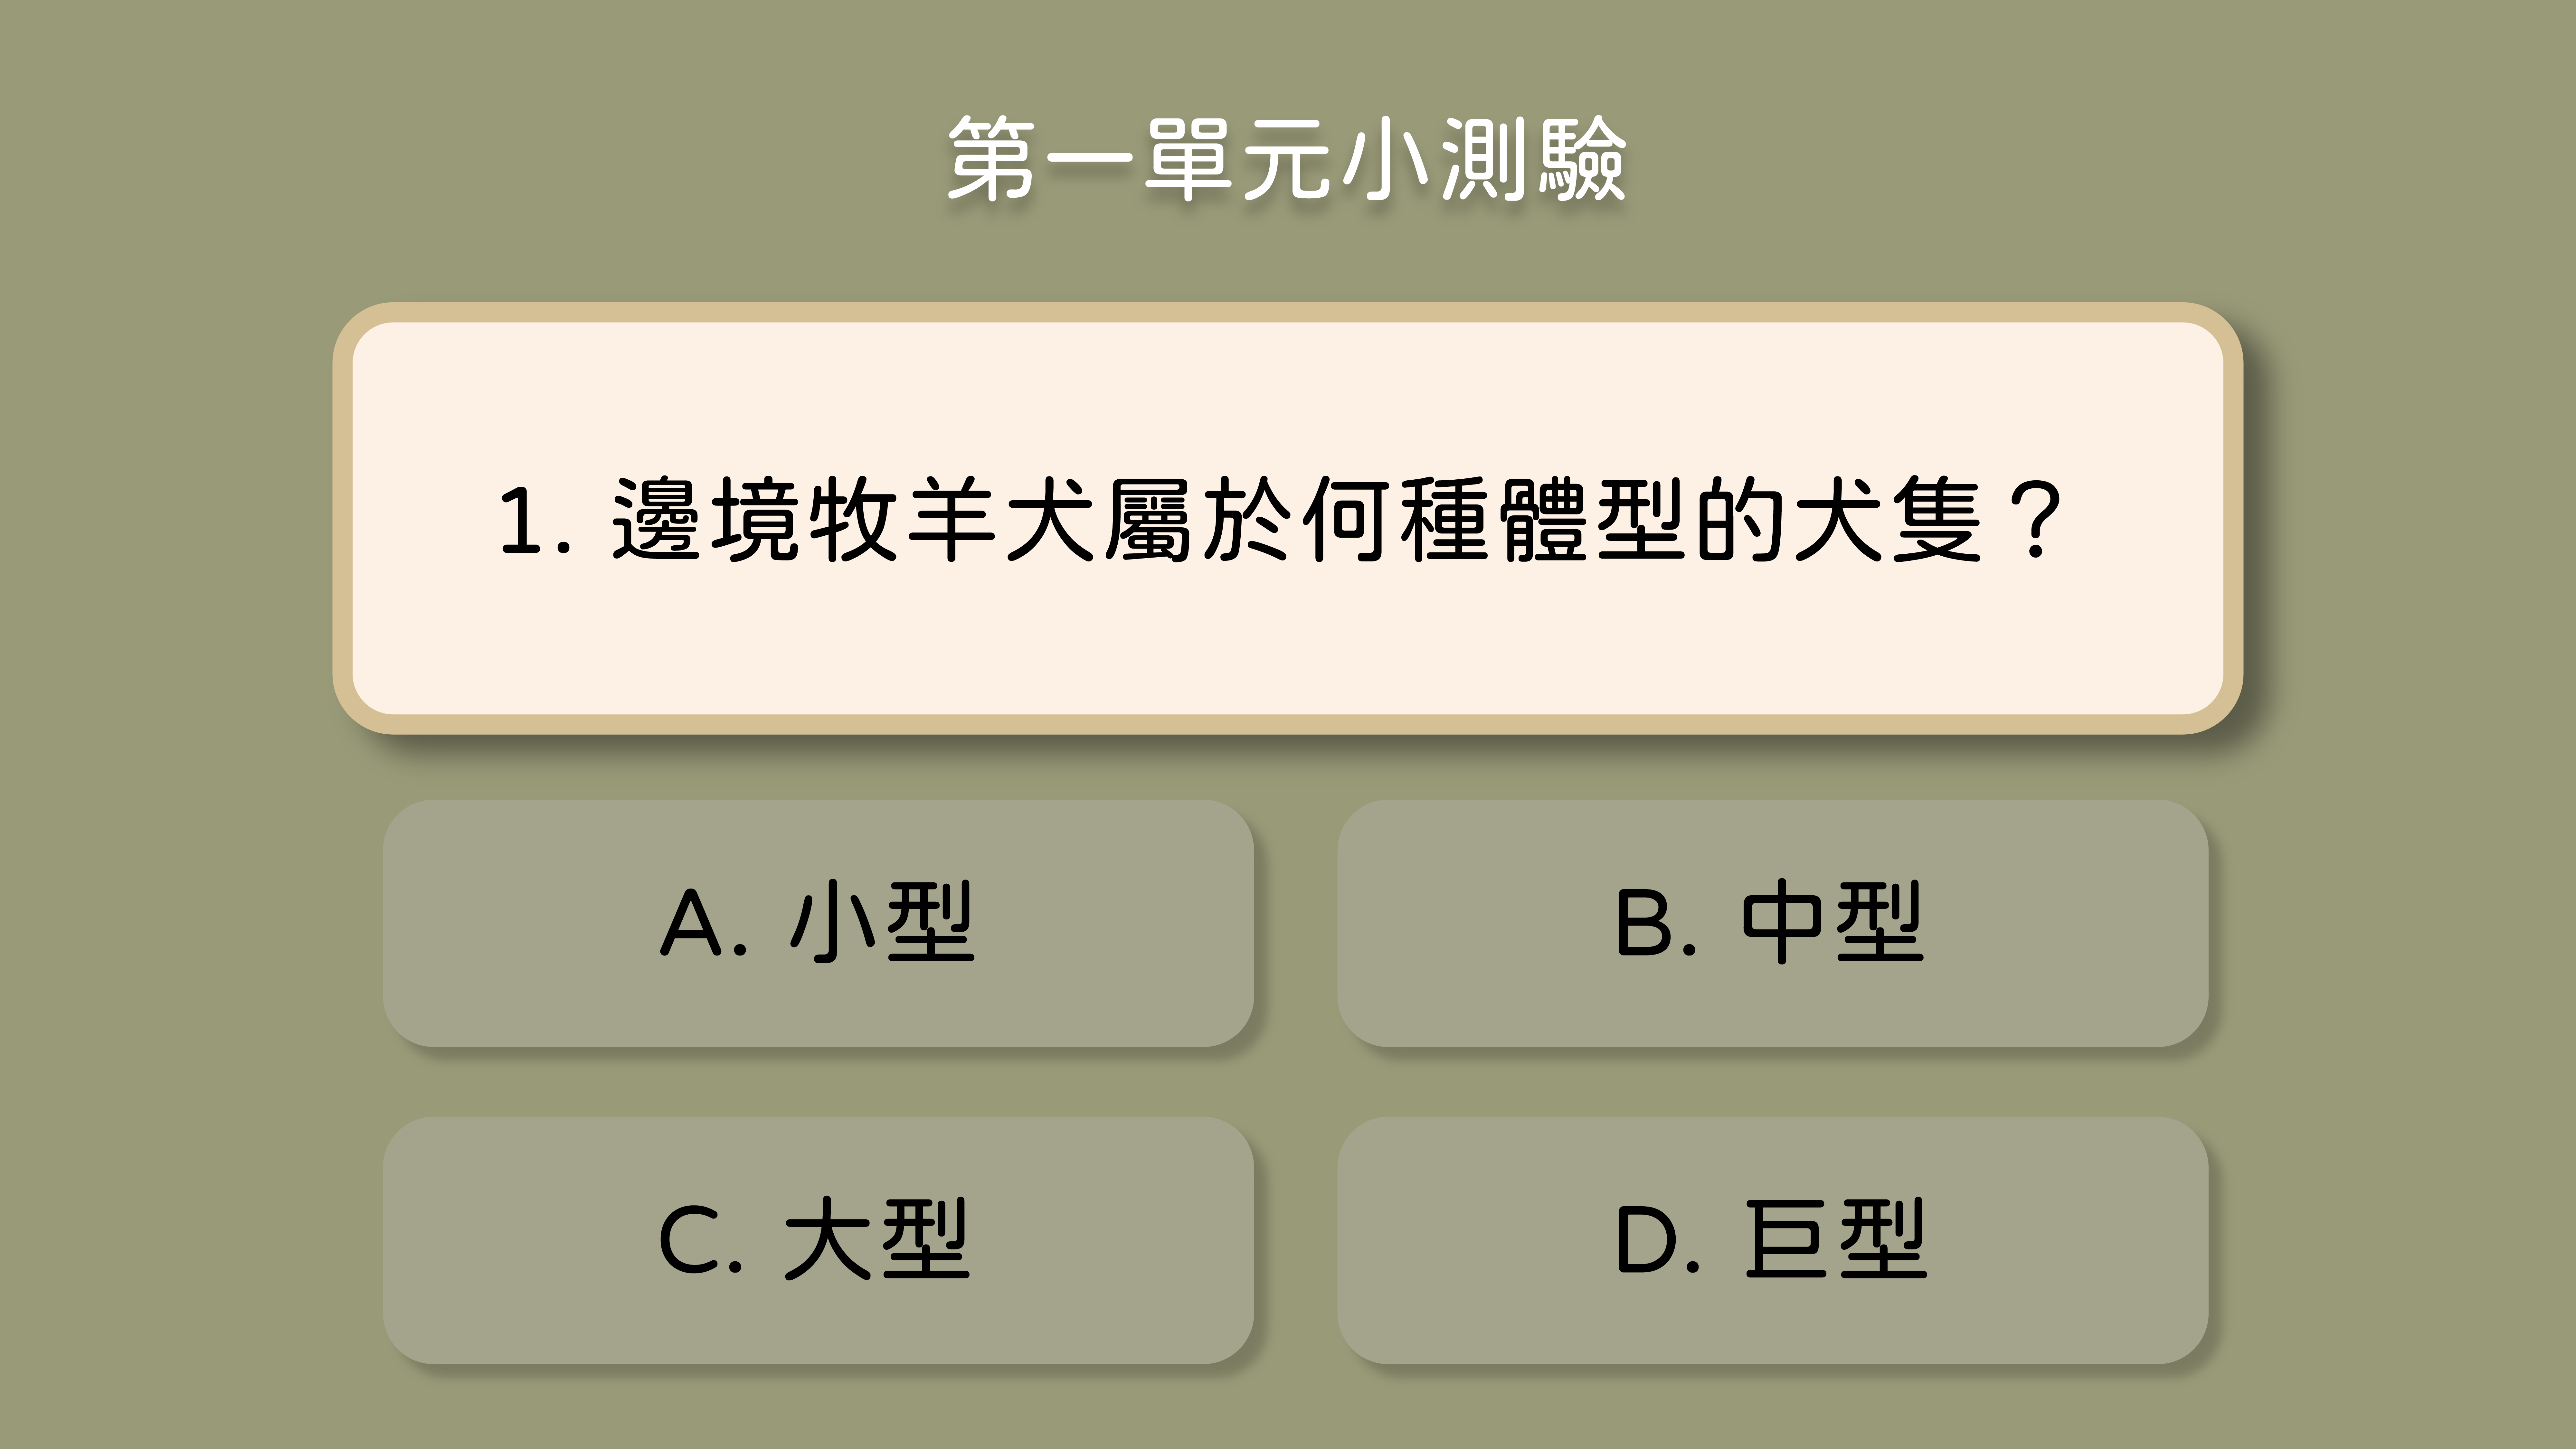 第一單元小測驗
1. 邊境牧羊犬屬於何種體型的犬隻？
A. 小型
B. 中型
C. 大型
D. 巨型